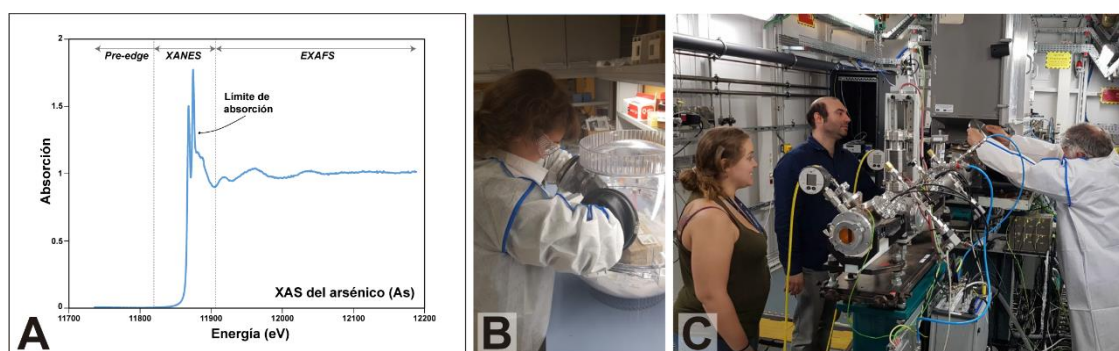 2
Pre-edge
XANES
EXAFS
Límite de
absorción
1.5
1
0.5
0
Absorción
XAS del arsénico (As)
11700
11800
11900
12000
12100
12200
Energía (eV)
A
B
C